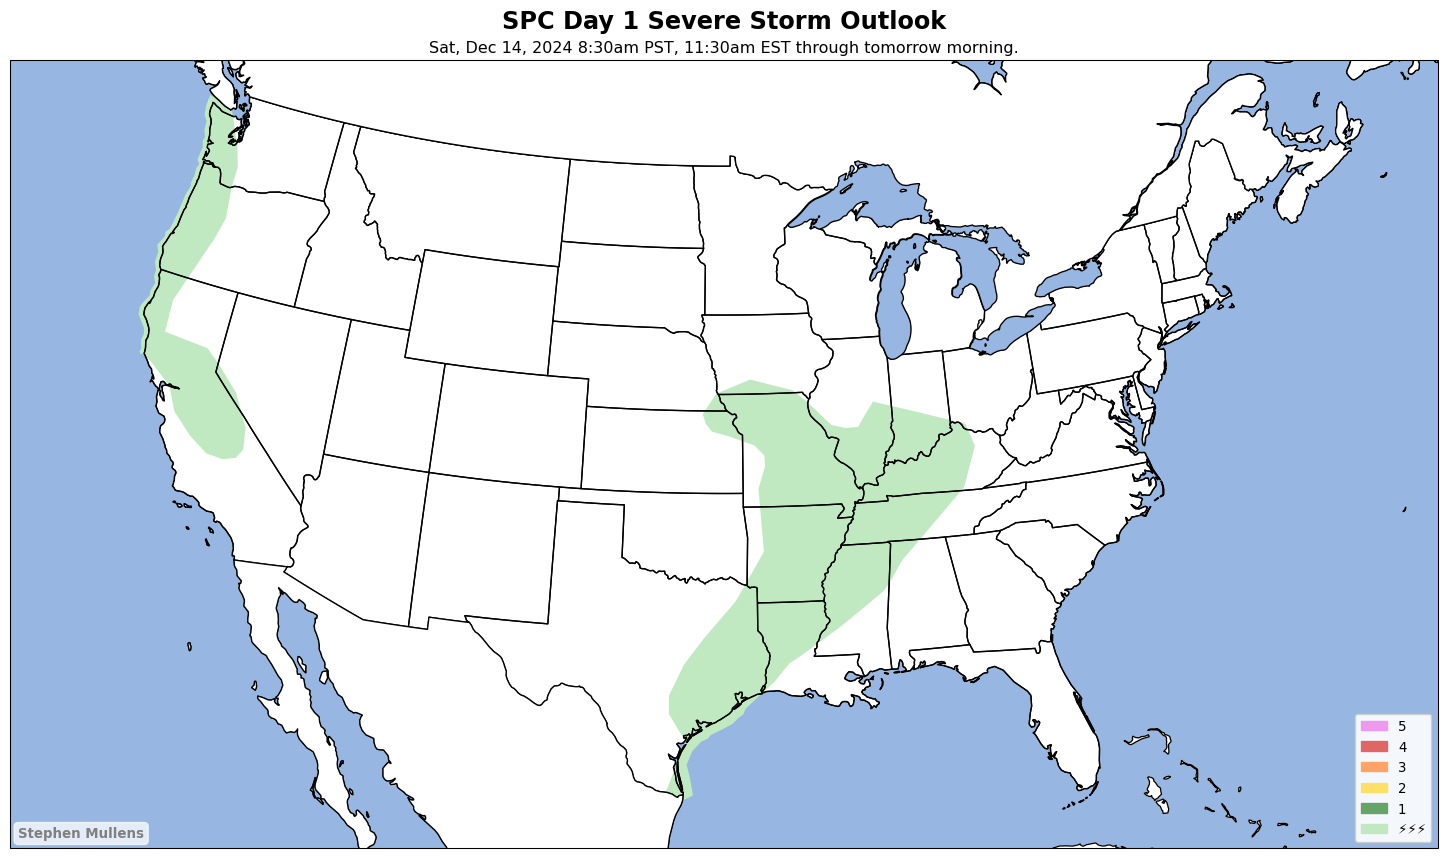 SPC Day 1 Severe Storm Outlook
Sat, Dec 14, 2024 8:30am PST, 11:30am EST through tomorrow morning.
5
4
3
2
1
⚡⚡⚡
Stephen Mullens